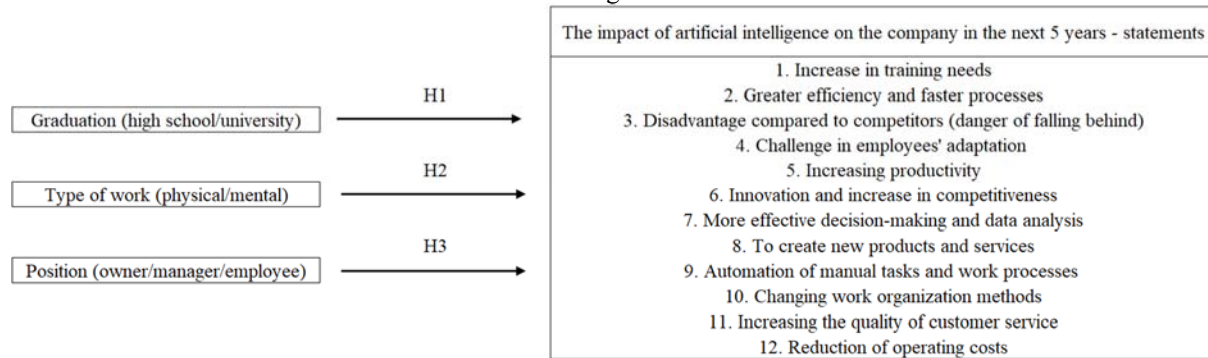 The impact of artificial intelligence on the company in the next 5 years - statements
H1
Graduation (high school/university)
H2
Type of work (physical/mental)
H3
Position (owner/manager/employee)
1. Increase in training needs
2. Greater efficiency and faster processes
3. Disadvantage compared to competitors (danger of falling behind)
4. Challenge in employees' adaptation
5. Increasing productivity
6. Innovation and increase in competitiveness
7. More effective decision-making and data analysis
8. To create new products and services
9. Automation of manual tasks and work processes
10. Changing work organization methods
11. Increasing the quality of customer service
12. Reduction of operating costs